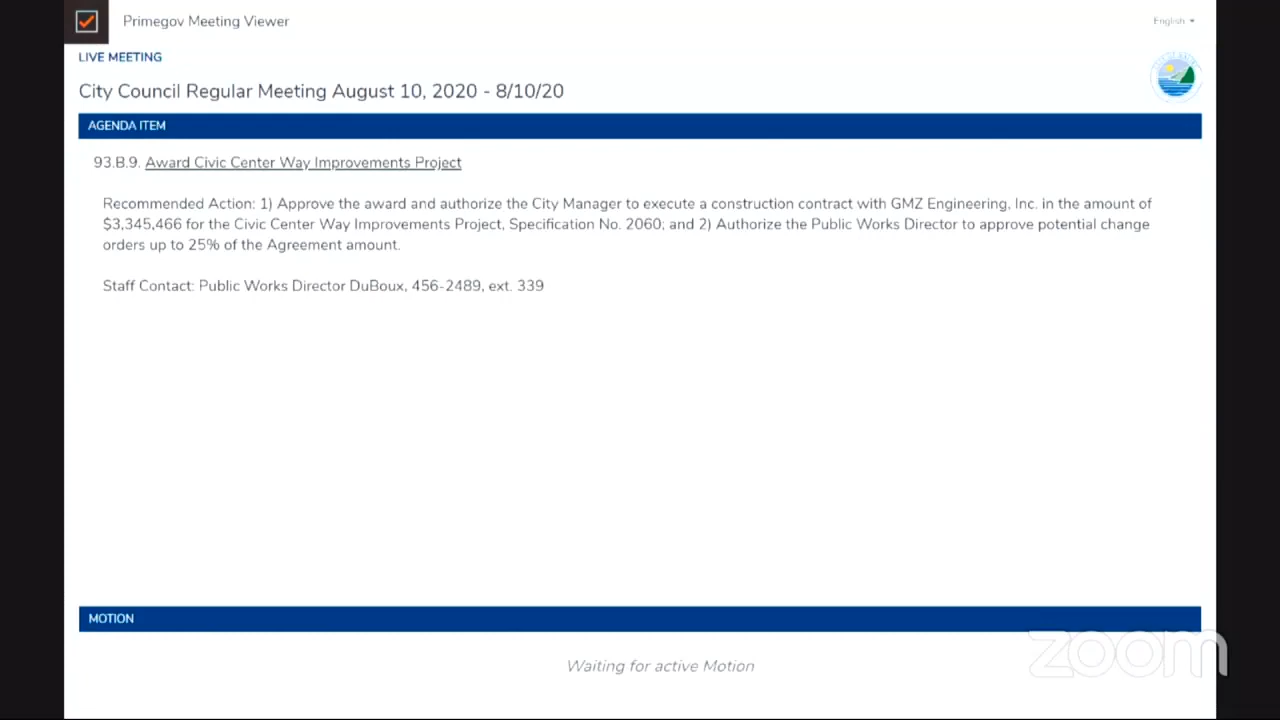 Primegov Meeting Viewer
English
LIVE MEETING
City Council Regular Meeting August 10, 2020 - 8/10/20
AGENDA ITEM
93.B.9. Award Civic Center Way Improvements Project
Recommended Action: 1) Approve the award and authorize the City Manager to execute a construction contract with GMZ Engineering, Inc. in the amount of
$3,345,466 for the Civic Center Way Improvements Project, Specification No. 2060; and 2) Authorize the Public Works Director to approve potential change
orders up to 25% of the Agreement amount.
Staff Contact: Public Works Director DuBoux, 456-2489, ext. 339
MOTION
Waiting for active Motion
zoom